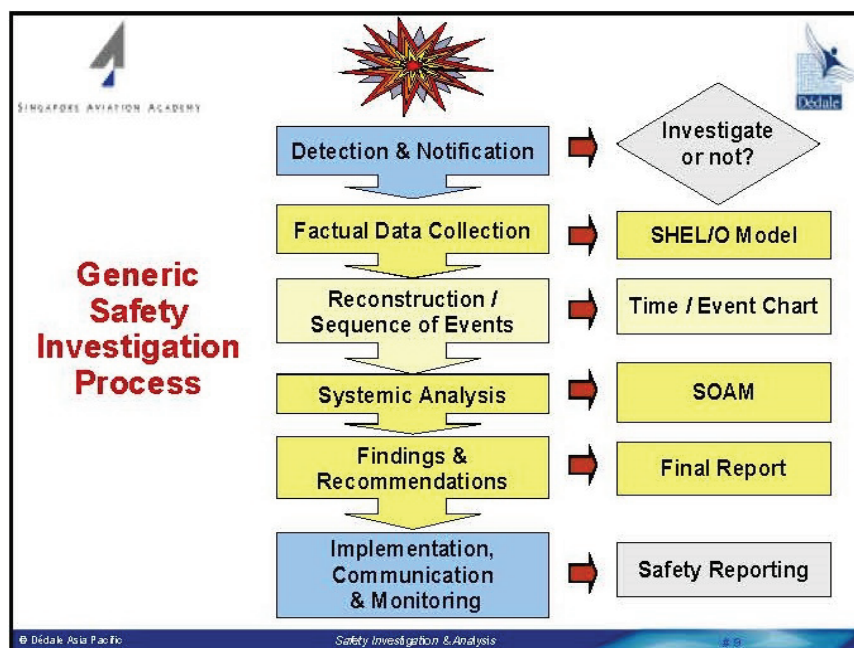 SINGAPORE AVIATION ACADEMY
Dédale
Generic
Safety
Investigation
Process
Detection & Notification
Investigate
or not?
Factual Data Collection
SHEL/O Model
Reconstruction /
Sequence of Events
Time / Event Chart
Systemic Analysis
SOAM
Findings &
Recommendations
Final Report
Implementation,
Communication
& Monitoring
Safety Reporting
© Dédale Asia Pacific
Safety Investigation & Analysis
# 9